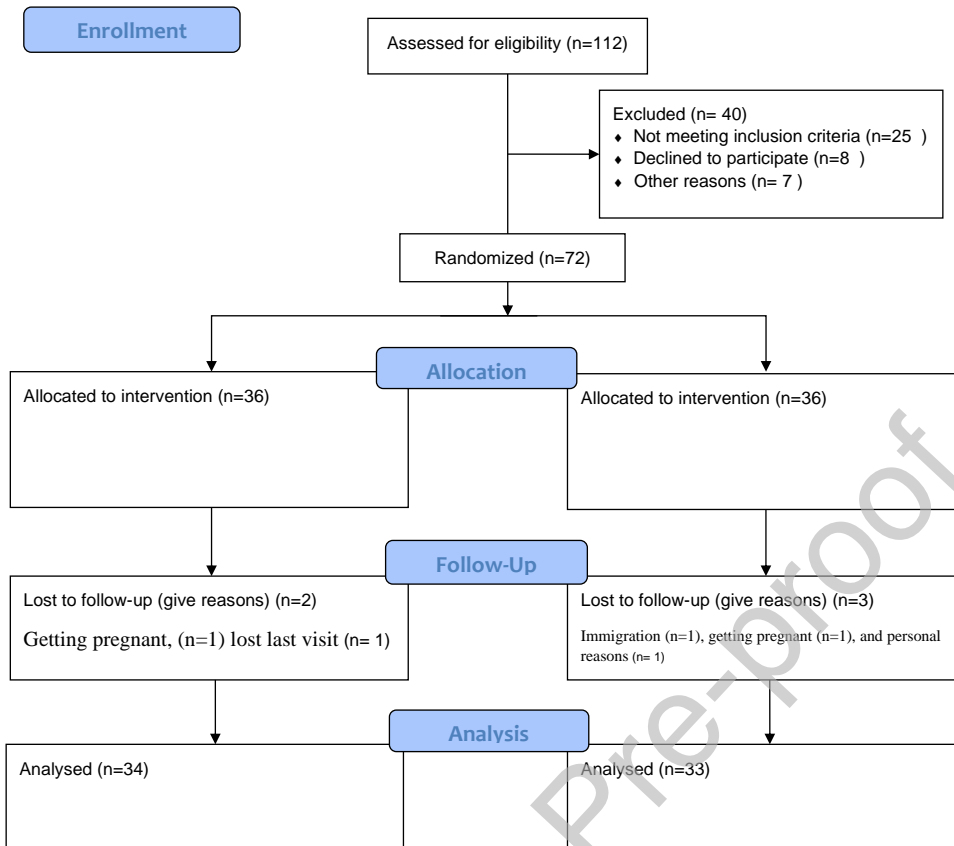 Enrollment
Assessed for eligibility (n=112)
Excluded (n= 40)
♦ Not meeting inclusion criteria (n=25 )
♦ Declined to participate (n=8 )
♦ Other reasons (n= 7 )
Randomized (n=72)
Allocation
Allocated to intervention (n=36)
Allocated to intervention (n=36)
Follow-Up
Lost to follow-up (give reasons) (n=2)
Getting pregnant, (n=1) lost last visit (n= 1)
Lost to follow-up (give reasons) (n=3)
Immigration (n=1), getting pregnant (n=1), and personal
reasons (n= 1)
Analysis
Analysed (n=34)
Analysed (n=33)
Pre-proof